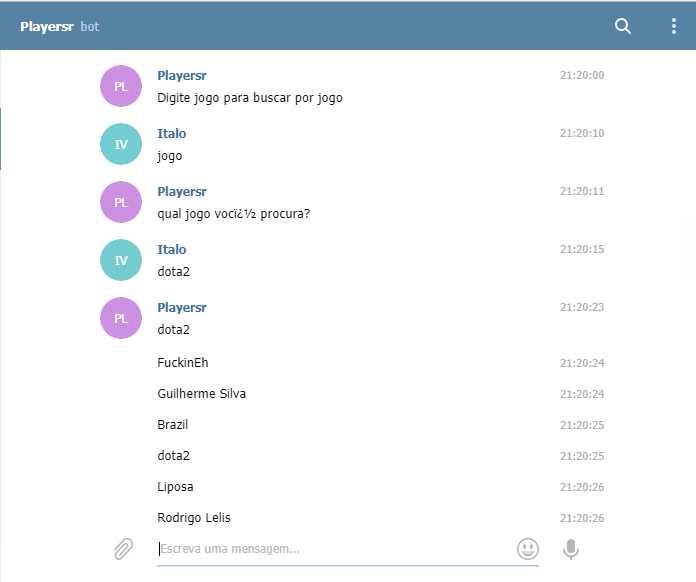 Playersr bot
PL
Playersr 21:20:00
Digite jogo para buscar por jogo
IV
Italo 21:20:10
jogo
PL
Playersr 21:20:11
qual jogo vocï¿½ procura?
IV
Italo 21:20:15
dota2
PL
Playersr 21:20:23
dota2
FuckinEh 21:20:24
Guilherme Silva 21:20:24
Brazil 21:20:25
dota2 21:20:25
Liposa 21:20:26
Rodrigo Lelis 21:20:26
Escreva uma mensagem...